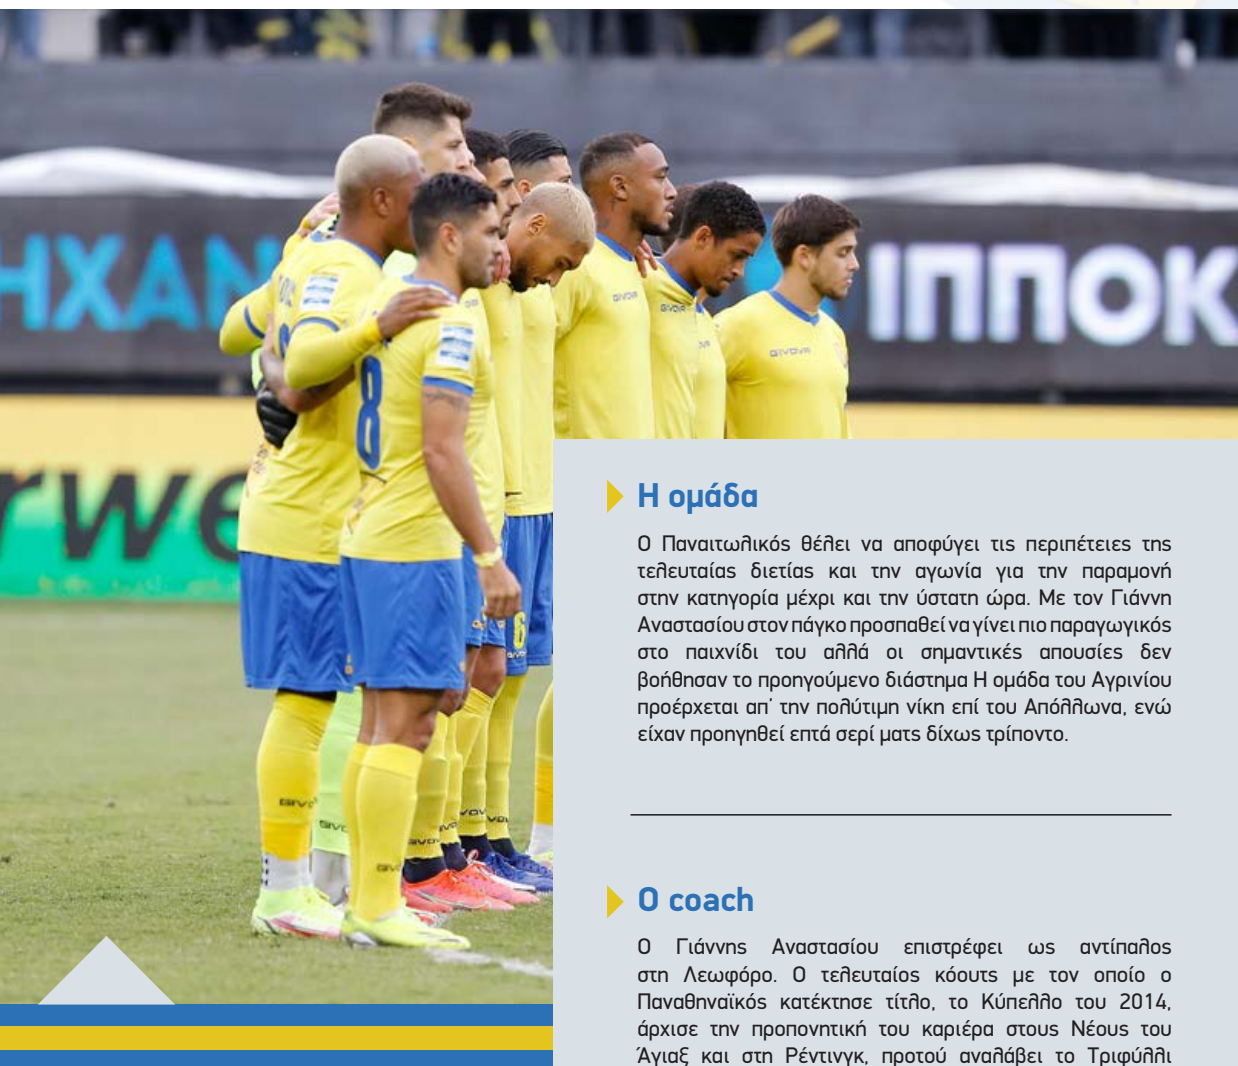 ΗΧΑΝ
ΙΠΠΟΚ
GIVOVA
GIVOVA
8
rwe
6
Η ομάδα
Ο Παναιτωλικός θέλει να αποφύγει τις περιπέτειες της
τελευταίας διετίας και την αγωνία για την παραμονή
στην κατηγορία μέχρι και την ύστατη ώρα. Με τον Γιάννη
Αναστασίου στον πάγκο προσπαθεί να γίνει πιο παραγωγικός
στο παιχνίδι του αλλά οι σημαντικές απουσίες δεν
βοήθησαν το προηγούμενο διάστημα Η ομάδα του Αγρινίου
προέρχεται απ' την πολύτιμη νίκη επί του Απόλλωνα, ενώ
είχαν προηγηθεί επτά σερί ματς δίχως τρίποντο.
Ο coach
Ο Γιάννης Αναστασίου επιστρέφει ως αντίπαλος
στη Λεωφόρο. Ο τελευταίος κόουτς με τον οποίο ο
Παναθηναϊκός κατέκτησε τίτλο, το Κύπελλο του 2014,
άρχισε την προπονητική του καριέρα στους Νέους του
Άγιαξ και στη Ρέντινγκ, προτού αναλάβει το Τριφύλλι